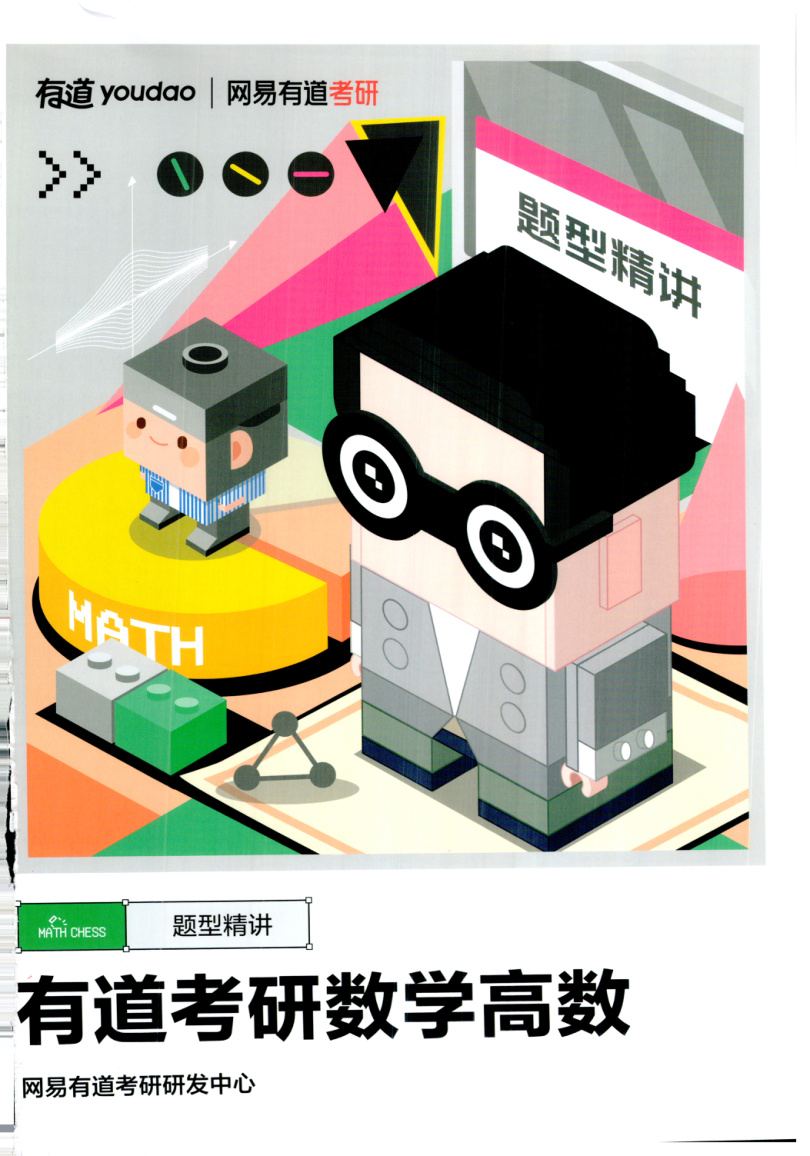 有道 youdao | 网易有道考研
题型精讲
MATH
MATH CHESS
题型精讲
有道考研数学高数
网易有道考研研发中心